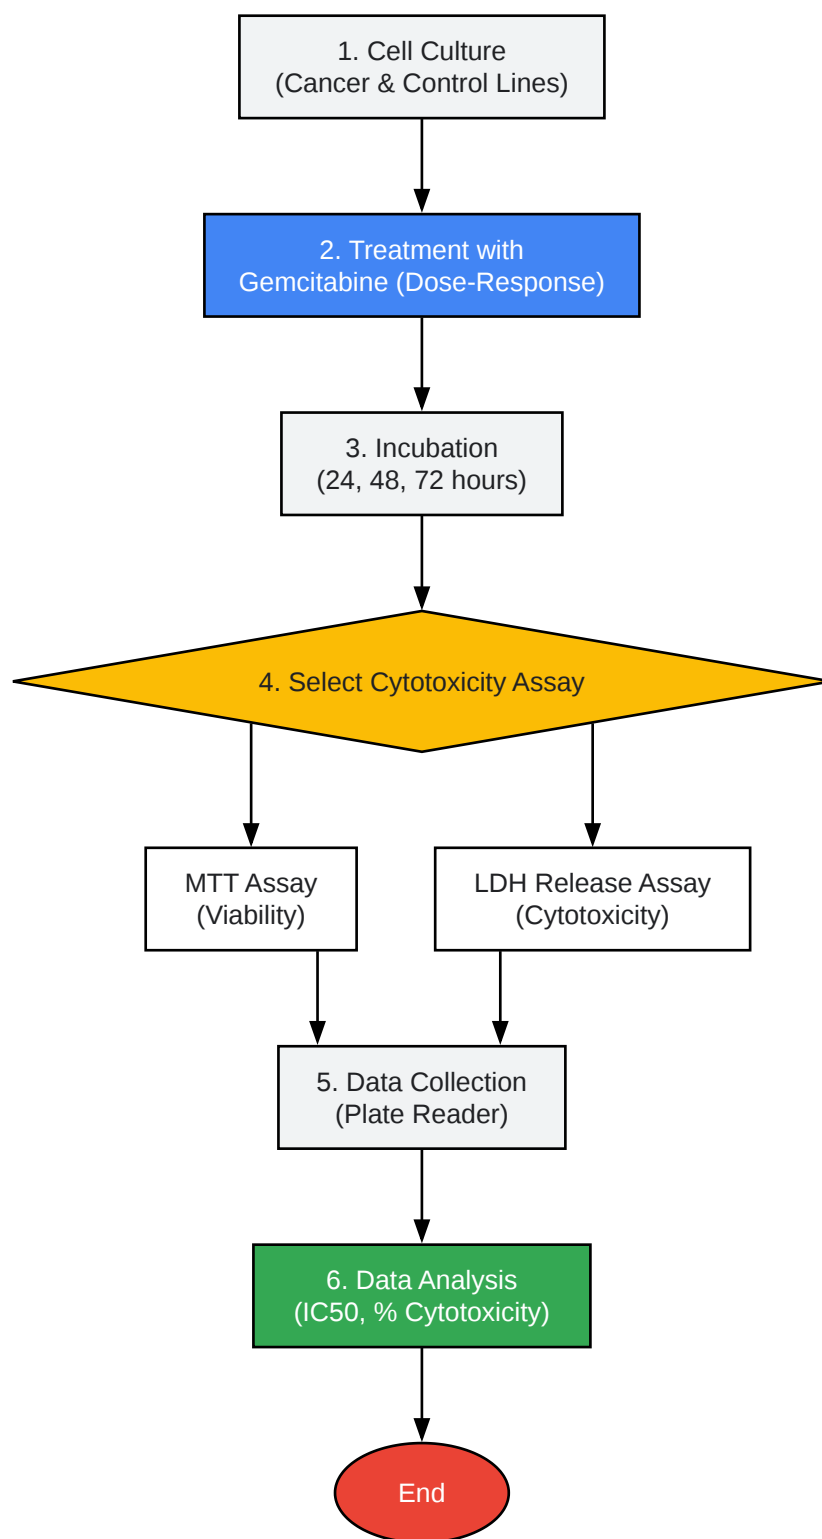 1. Cell Culture
(Cancer & Control Lines)
2. Treatment with
Gemcitabine (Dose-Response)
3. Incubation
(24, 48, 72 hours)
4. Select Cytotoxicity Assay
MTT Assay
(Viability)
LDH Release Assay
(Cytotoxicity)
5. Data Collection
(Plate Reader)
6. Data Analysis
(IC50, % Cytotoxicity)
End